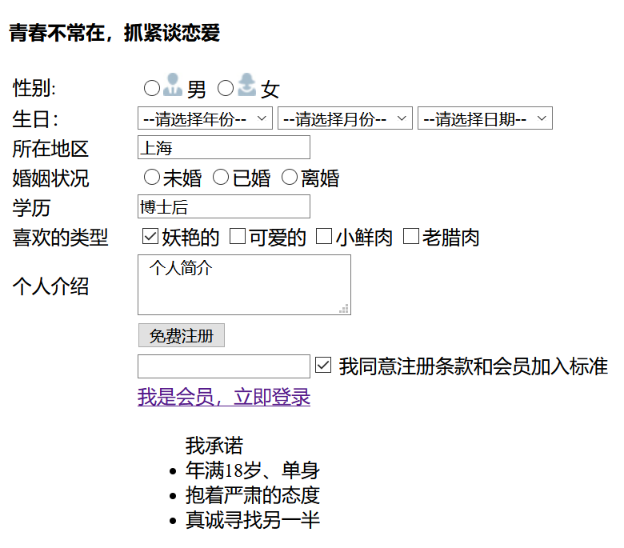 青春不常在，抓紧谈恋爱
性别: 男 女
生日： --请选择年份-- --请选择月份-- --请选择日期--
所在地区 上海
婚姻状况 未婚 已婚 离婚
学历 博士后
喜欢的类型 妖艳的 可爱的 小鲜肉 老腊肉
个人介绍 个人简介
免费注册
我同意注册条款和会员加入标准
我是会员，立即登录
我承诺
年满18岁、单身
抱着严肃的态度
真诚寻找另一半